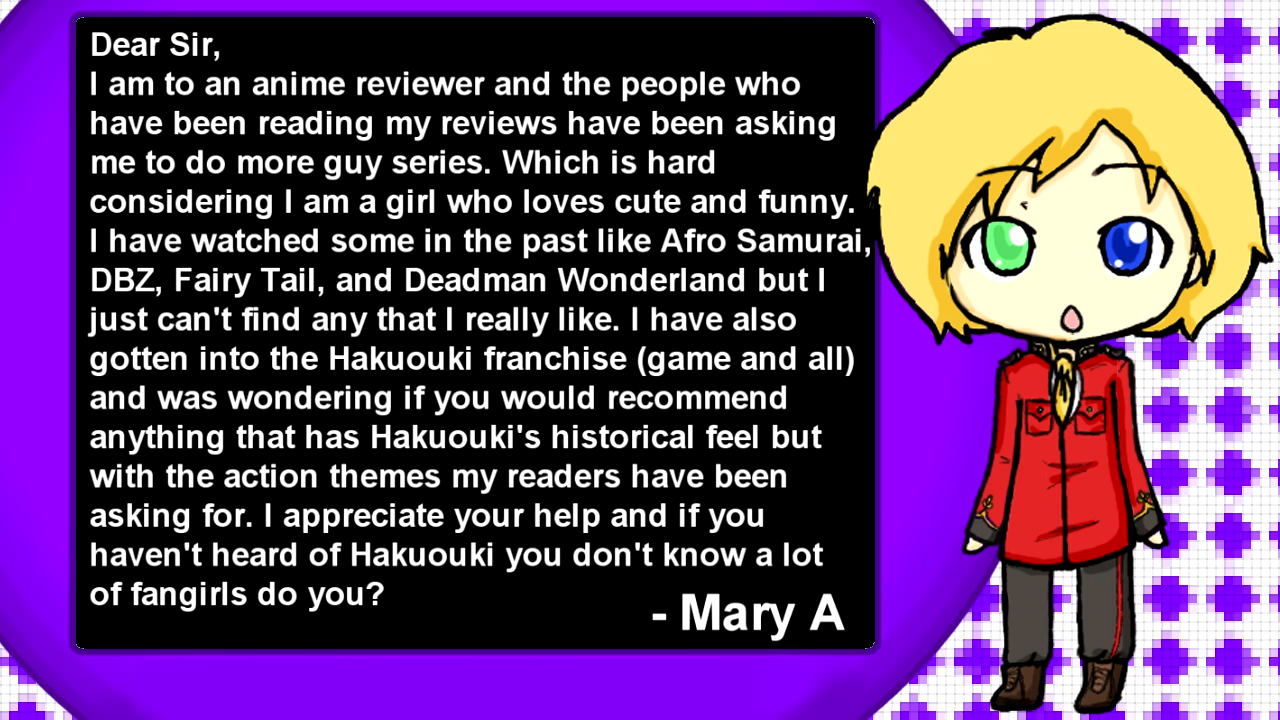 Dear Sir,
I am to an anime reviewer and the people who
have been reading my reviews have been asking
me to do more guy series. Which is hard
considering I am a girl who loves cute and funny.
I have watched some in the past like Afro Samurai,
DBZ, Fairy Tail, and Deadman Wonderland but I
just can't find any that I really like. I have also
gotten into the Hakuouki franchise (game and all)
and was wondering if you would recommend
anything that has Hakuouki's historical feel but
with the action themes my readers have been
asking for. I appreciate your help and if you
haven't heard of Hakuouki you don't know a lot
of fangirls do you?
- Mary A